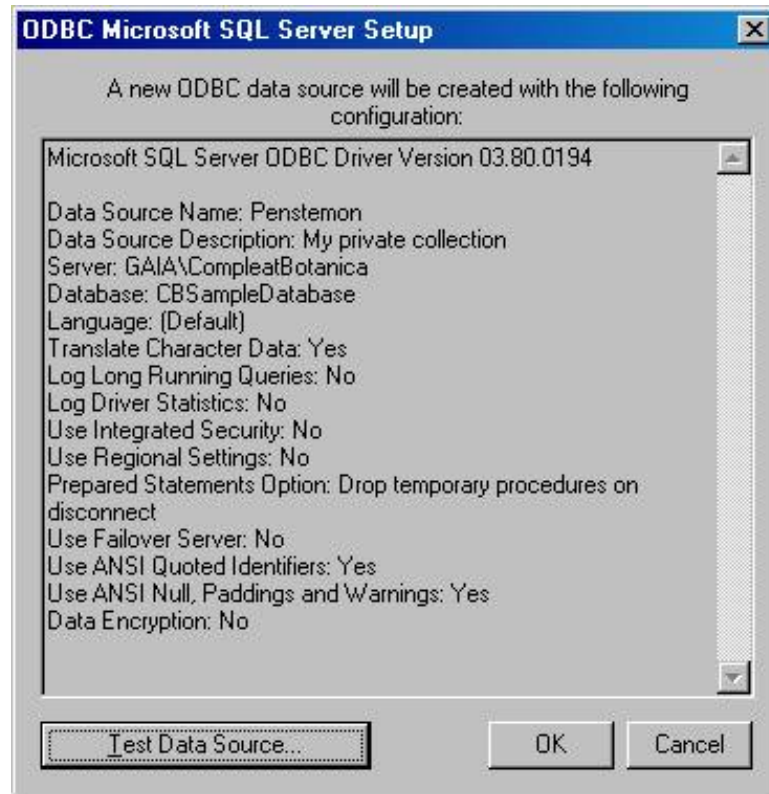 ODBC Microsoft SQL Server Setup
A new ODBC data source will be created with the following
configuration:
Microsoft SQL Server ODBC Driver Version 03.80.0194
Data Source Name: Penstemon
Data Source Description: My private collection
Server: GAIA\CompleatBotanica
Database: CBSampleDatabase
Language: (Default)
Translate Character Data: Yes
Log Long Running Queries: No
Log Driver Statistics: No
Use Integrated Security: No
Use Regional Settings: No
Prepared Statements Option: Drop temporary procedures on
disconnect
Use Failover Server: No
Use ANSI Quoted Identifiers: Yes
Use ANSI Null, Paddings and Warnings: Yes
Data Encryption: No
Test Data Source... OK Cancel